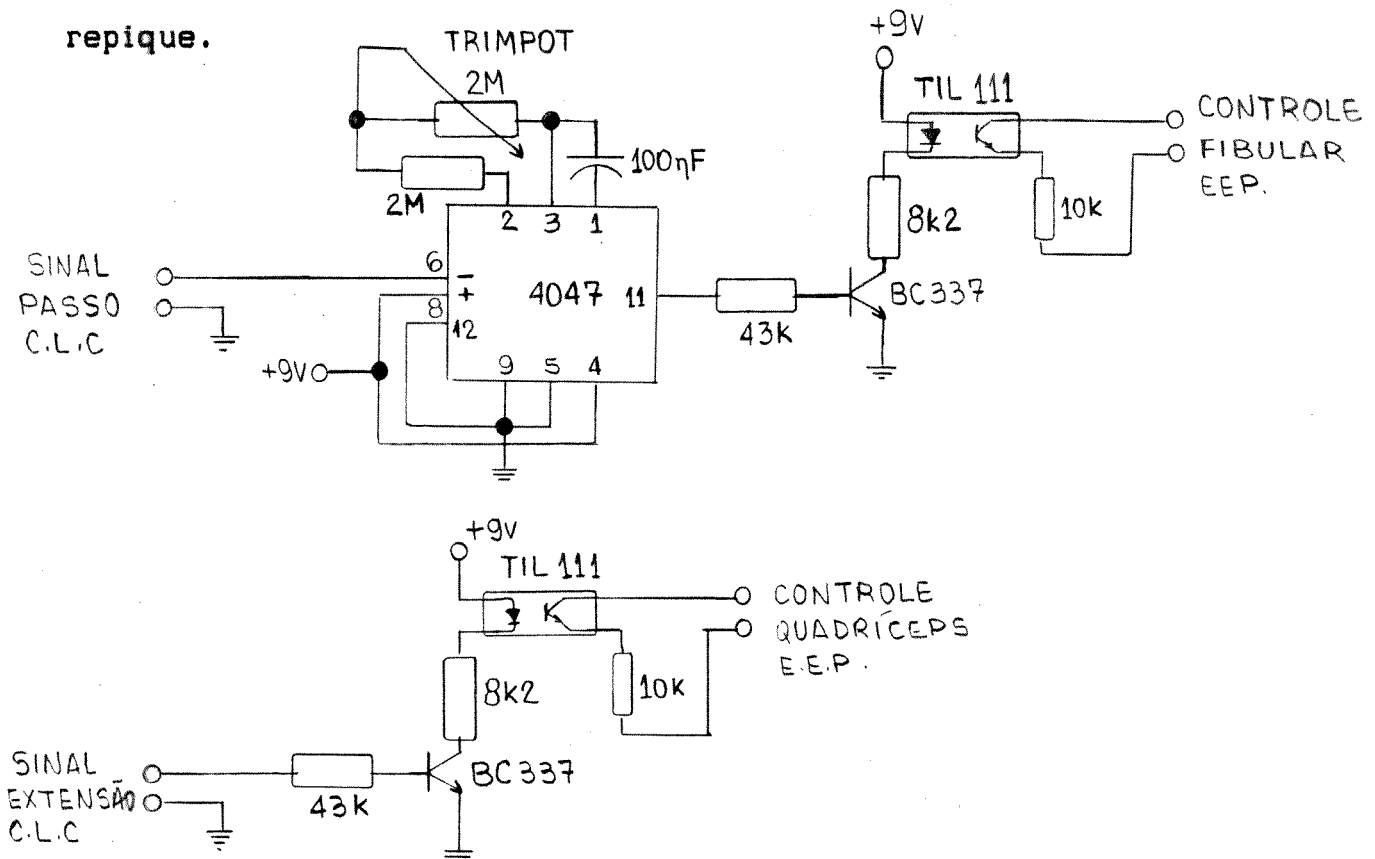 repique.
TRIMPOT
2M
2M
100ηF
2 3 1
6
8
12
- 
+
4047
11
9 5 4
SINAL
PASSO
C.L.C
+9V
43K
BC337
8k2
+9V
TIL 111
10K
CONTROLE
FIBULAR
EEP.
+9V
TIL 111
8K2
10K
CONTROLE
QUADRÍCEPS
E.E.P.
BC337
43K
SINAL
EXTENSÃO
C.L.C